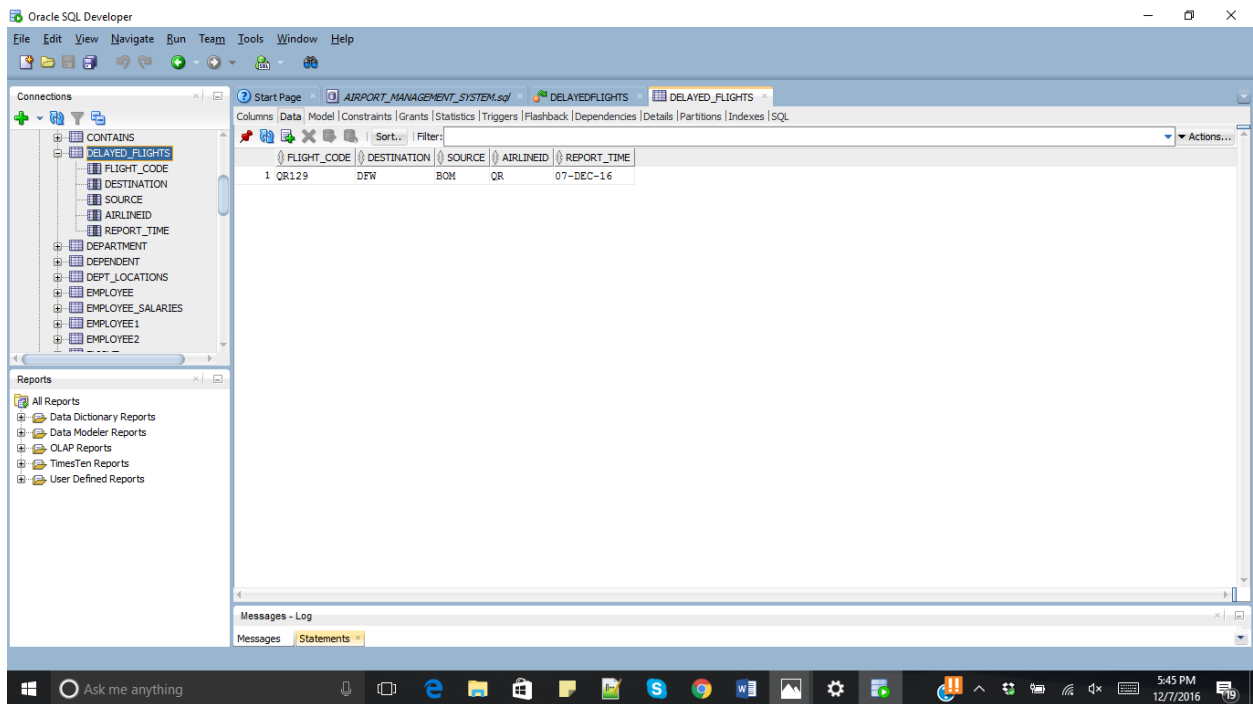 Oracle SQL Developer
File Edit View Navigate Run Team Tools Window Help
Connections
CONTAINS
DELAYED_FLIGHTS
FLIGHT_CODE
DESTINATION
SOURCE
AIRLINEID
REPORT_TIME
DEPARTMENT
DEPENDENT
DEPT_LOCATIONS
EMPLOYEE
EMPLOYEE_SALARIES
EMPLOYEE1
EMPLOYEE2
Reports
All Reports
Data Dictionary Reports
Data Modeler Reports
OLAP Reports
TimesTen Reports
User Defined Reports
Start Page AIRPORT_MANAGEMENT_SYSTEM.sql DELAYEDFLIGHTS DELAYED_FLIGHTS
Columns Data Model | Constraints | Grants | Statistics | Triggers | Flashback | Dependencies | Details | Partitions | Indexes | SQL
Sort.. Filter: Actions...
FLIGHT_CODE DESTINATION SOURCE AIRLINEID REPORT_TIME
1 QR129 DFW BOM QR 07-DEC-16
Messages - Log
Messages Statements
Ask me anything
5:45 PM
12/7/2016
19